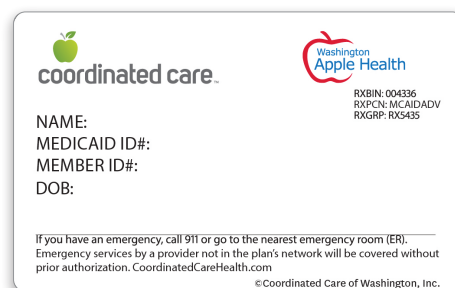 coordinated care™
Washington
Apple Health
RXBIN: 004336
RXPCN: MCAIDADV
RXGRP: RX5435
NAME:
MEDICAID ID#:
MEMBER ID#:
DOB:
If you have an emergency, call 911 or go to the nearest emergency room (ER).
Emergency services by a provider not in the plan's network will be covered without
prior authorization. CoordinatedCareHealth.com
©Coordinated Care of Washington, Inc.